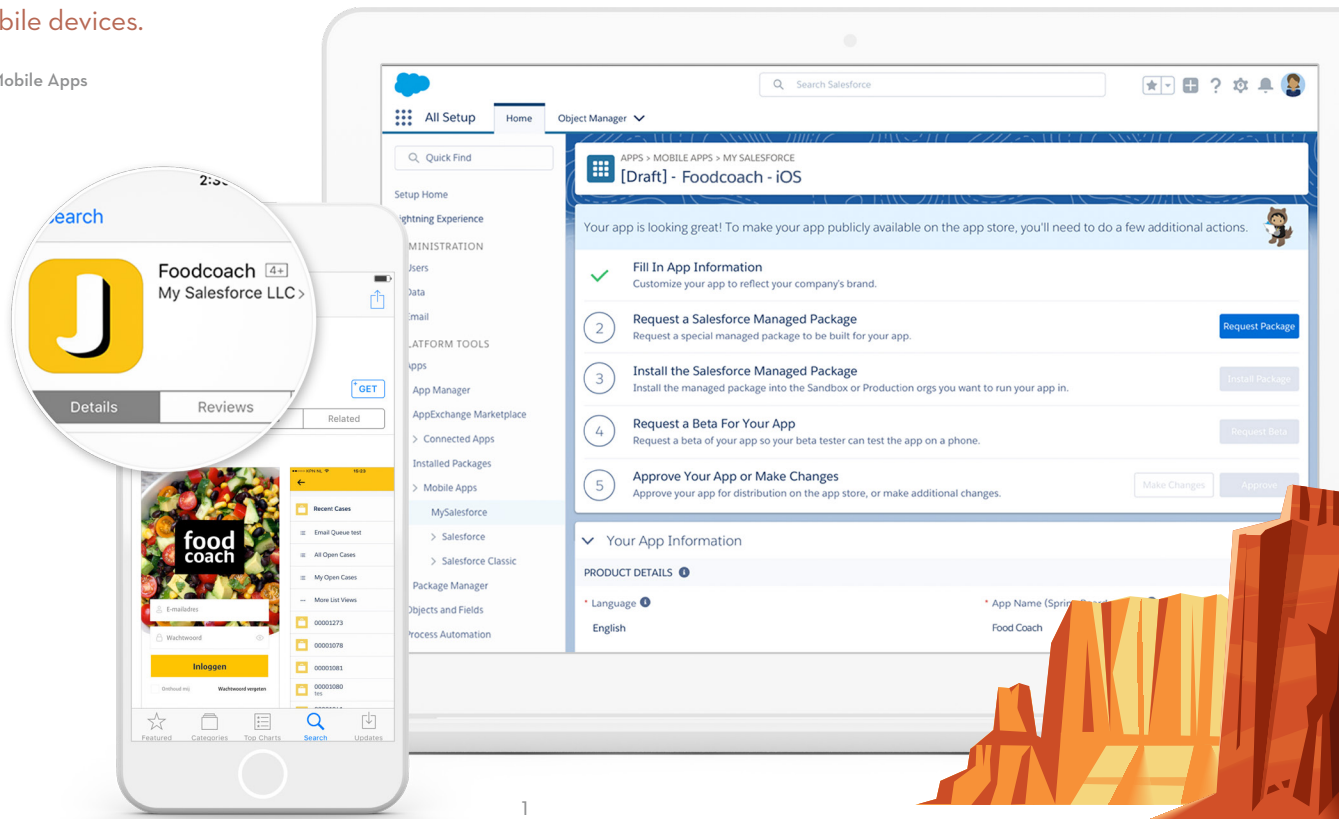 bile devices.
Mobile Apps
Search Salesforce
All Setup
Home
Object Manager
Quick Find
Setup Home
ightning Experience
MINISTRATION
Users
Data
Email
LATFORM TOOLS
Apps
App Manager
AppExchange Marketplace
> Connected Apps
Installed Packages
> Mobile Apps
MySalesforce
> Salesforce
> Salesforce Classic
Package Manager
Objects and Fields
Process Automation
APPS > MOBILE APPS > MY SALESFORCE
[Draft] - Foodcoach - iOS
Your app is looking great! To make your app publicly available on the app store, you'll need to do a few additional actions.
Fill In App Information
Customize your app to reflect your company's brand.
2
Request a Salesforce Managed Package
Request a special managed package to be built for your app.
Request Package
3
Install the Salesforce Managed Package
Install the managed package into the Sandbox or Production orgs you want to run your app in.
Install Package
4
Request a Beta For Your App
Request a beta of your app so your beta tester can test the app on a phone.
Request Beta
5
Approve Your App or Make Changes
Approve your app for distribution on the app store, or make additional changes.
Make Changes
Approve
Your App Information
PRODUCT DETAILS
* Language
English
* App Name (Spring
Food Coach
2:3
Search
J
Foodcoach 4+
My Salesforce LLC >
Details
Reviews
Related
+GET
food
coach
E-mailadres
Wachtwoord
Inloggen
Onthoud mij
Wachtwoord vergeten
15:23
Recent Cases
Email Queue test
All Open Cases
My Open Cases
More List Views
00001273
00001078
00001081
00001080
tes
Featured
Categories
Top Charts
Search
Updates
1